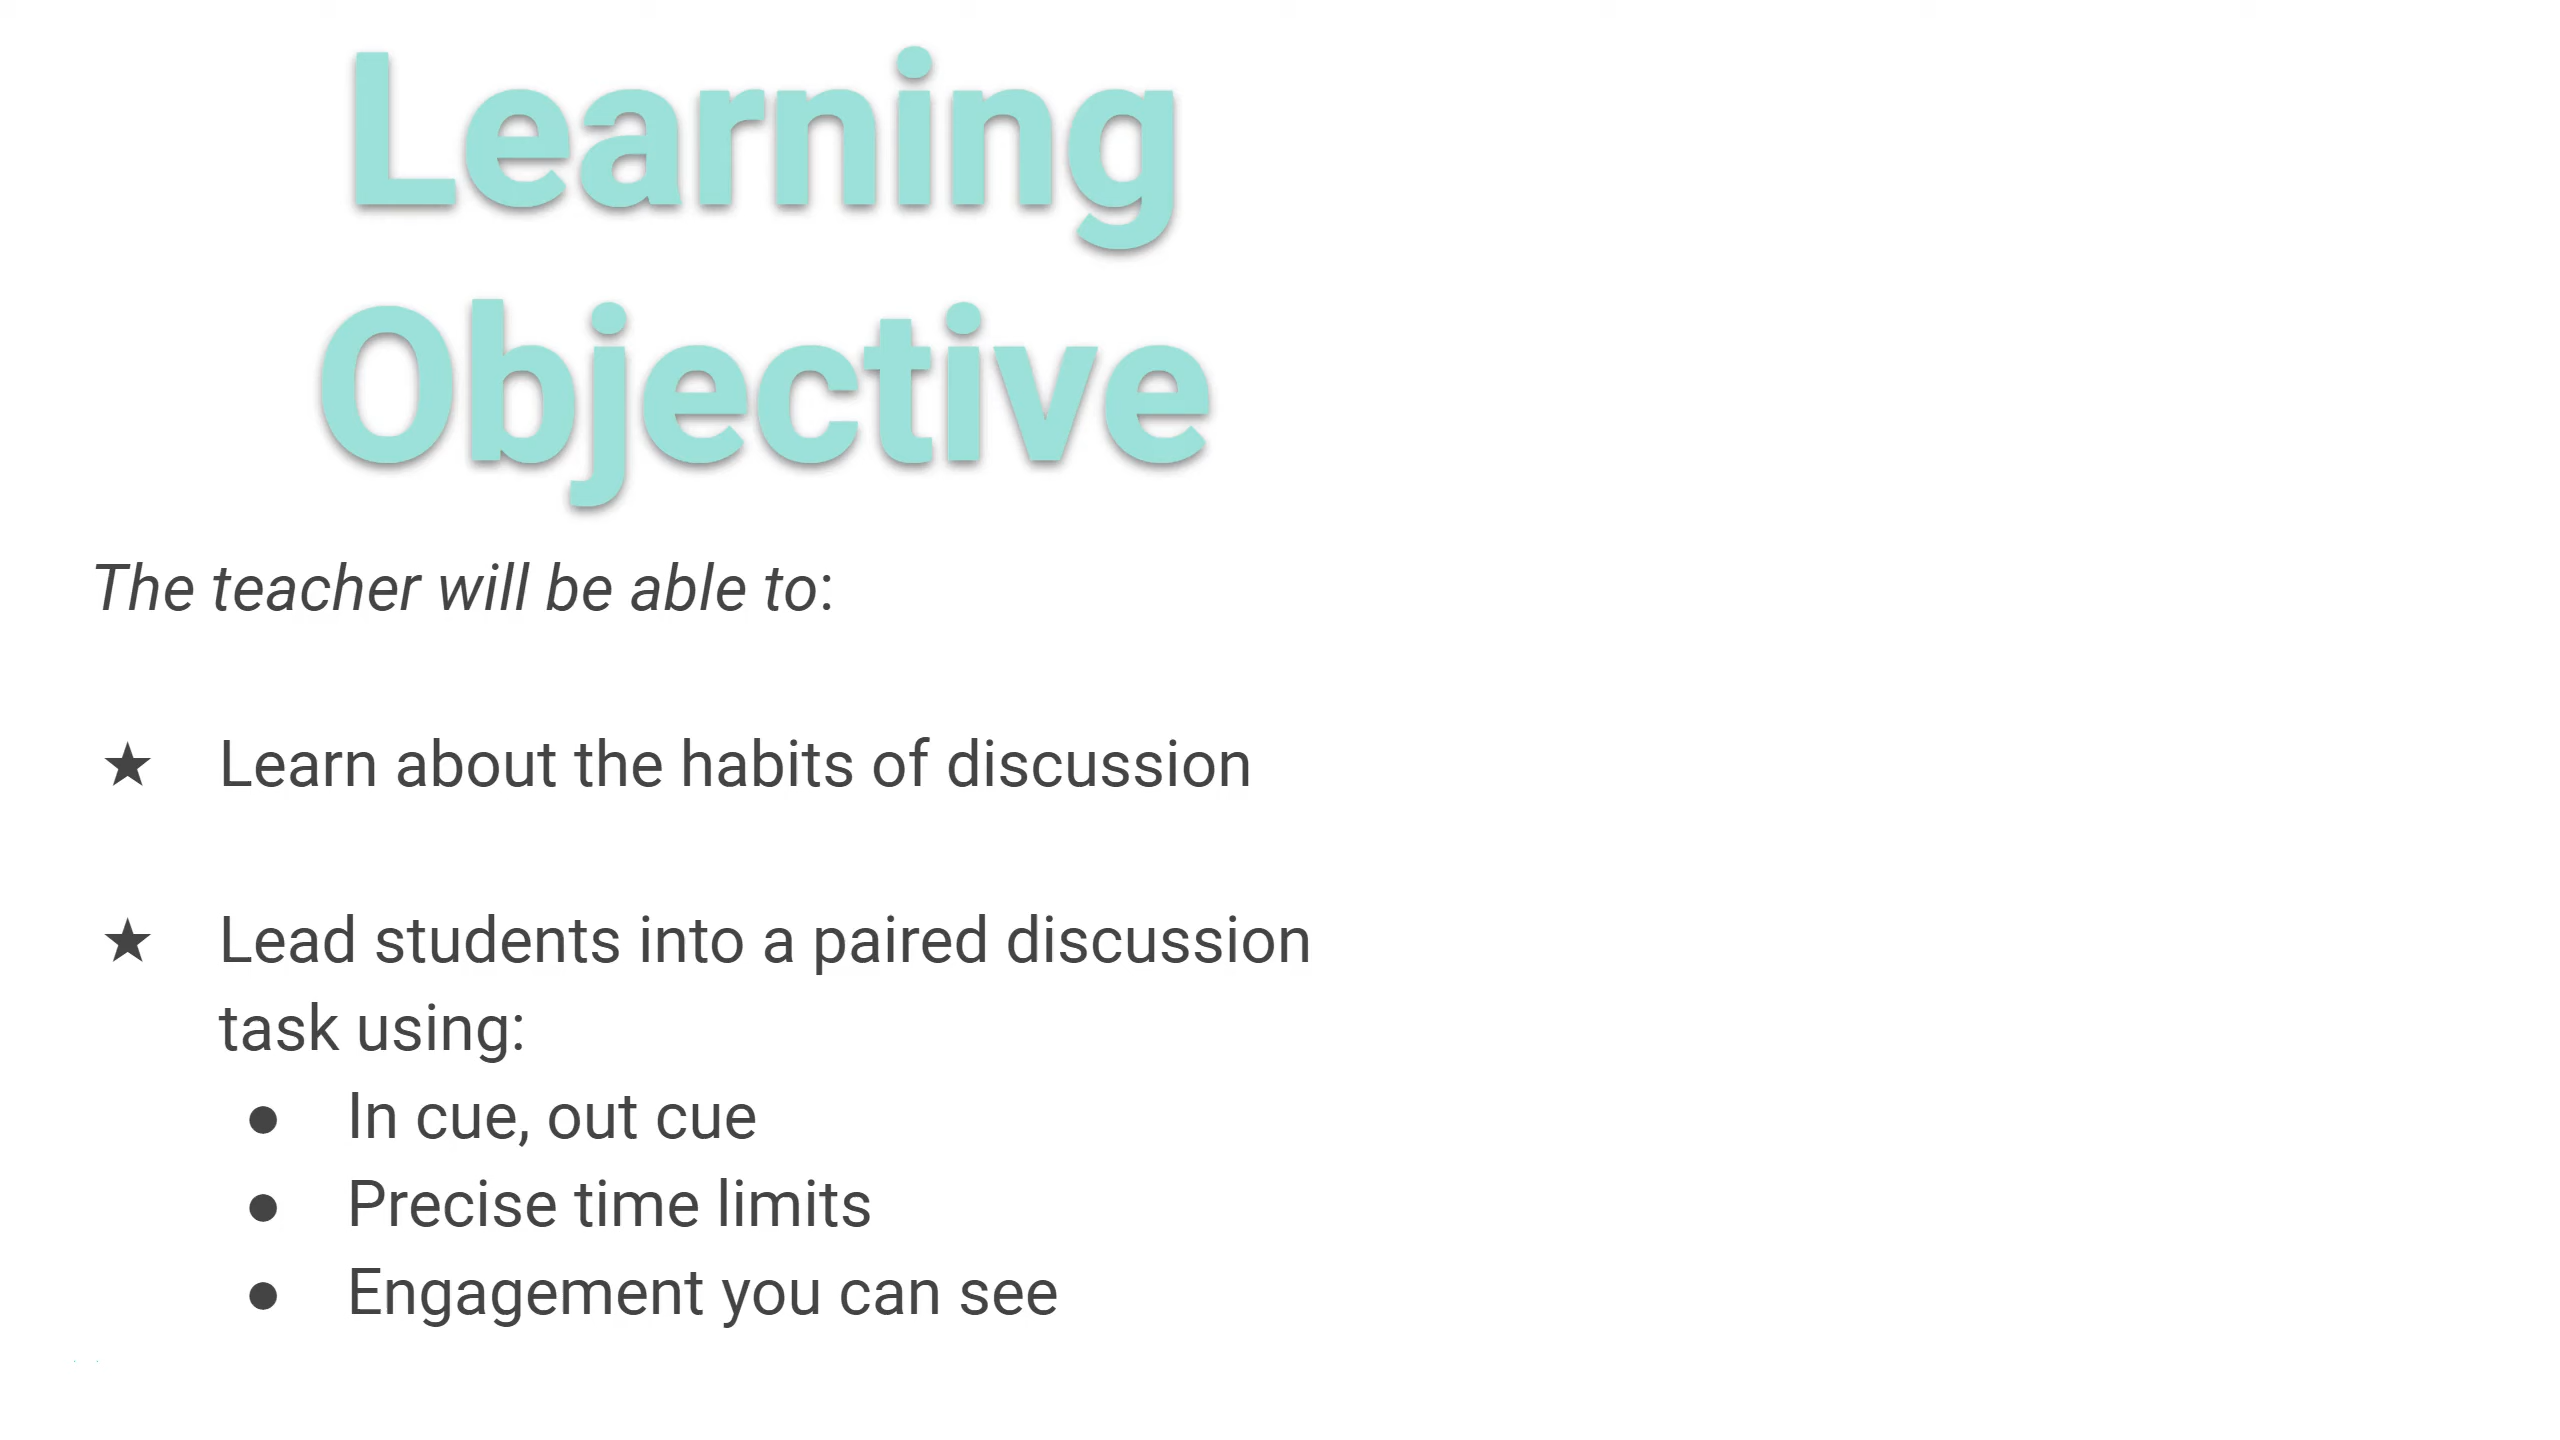 Learning
Objective
The teacher will be able to:
★ Learn about the habits of discussion
★ Lead students into a paired discussion
task using:
● In cue, out cue
● Precise time limits
● Engagement you can see